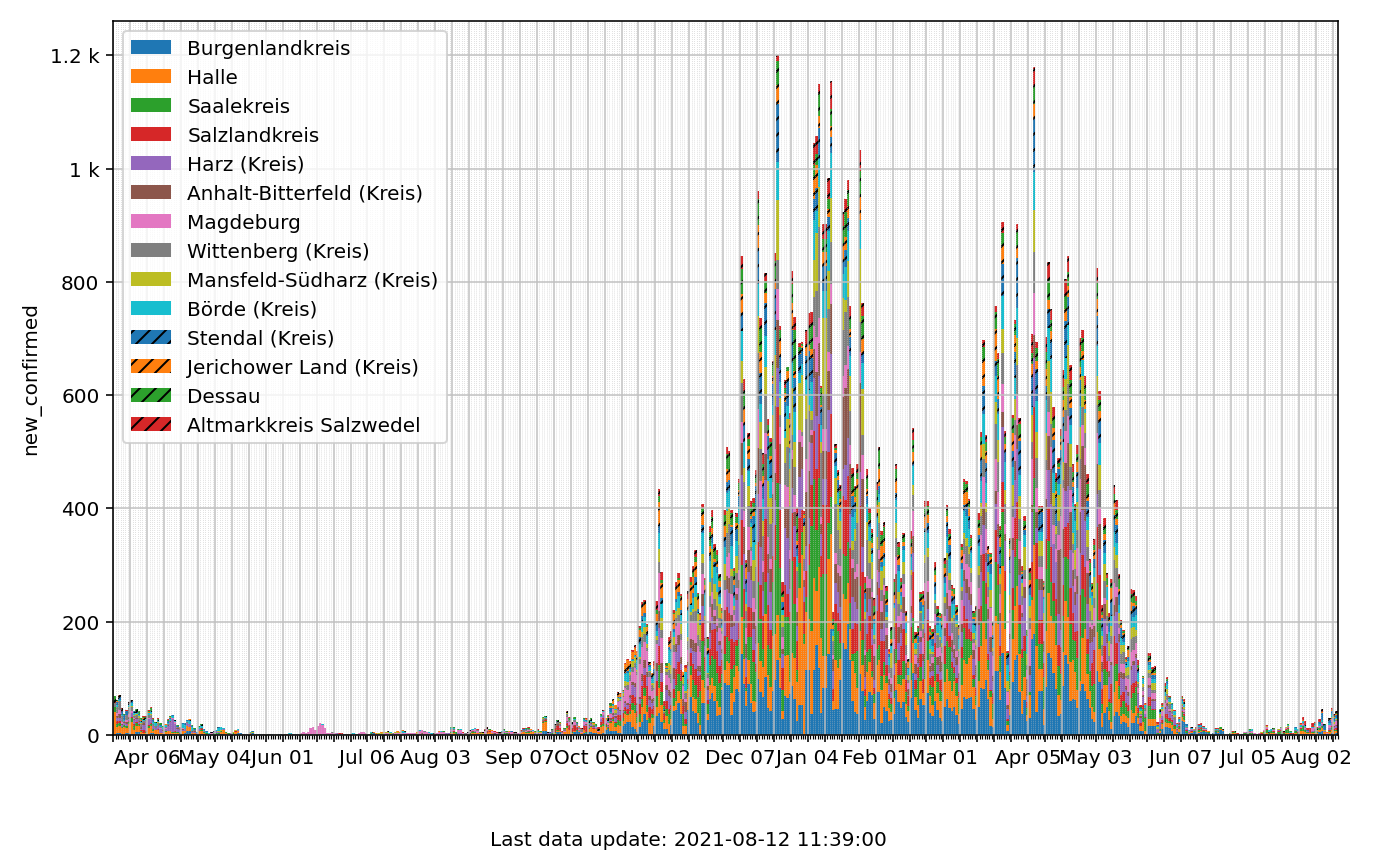 1.2 k
1 k
800
600
400
200
0
new_confirmed
Burgenlandkreis
Halle
Saalekreis
Salzlandkreis
Harz (Kreis)
Anhalt-Bitterfeld (Kreis)
Magdeburg
Wittenberg (Kreis)
Mansfeld-Südharz (Kreis)
Börde (Kreis)
Stendal (Kreis)
Jerichower Land (Kreis)
Dessau
Altmarkkreis Salzwedel
Apr 06 May 04 Jun 01 Jul 06 Aug 03 Sep 07 Oct 05 Nov 02 Dec 07 Jan 04 Feb 01 Mar 01 Apr 05 May 03 Jun 07 Jul 05 Aug 02
Last data update: 2021-08-12 11:39:00